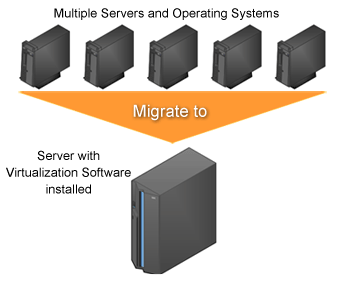 Multiple Servers and Operating Systems
Migrate to
Server with
Virtualization Software
installed